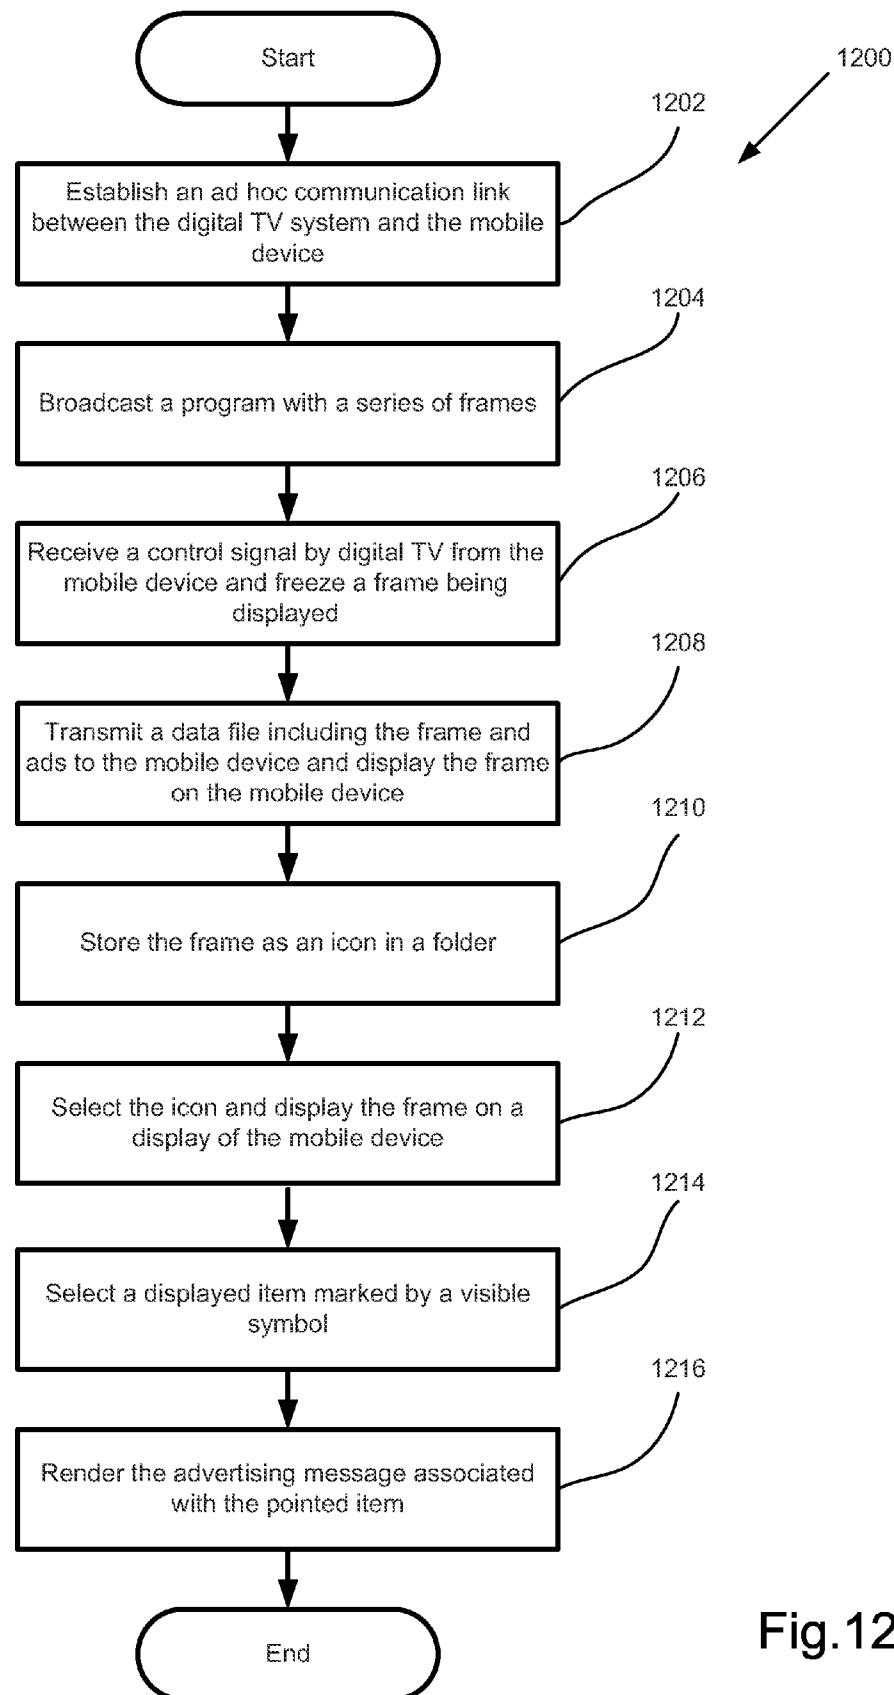 Start
1200
1202
Establish an ad hoc communication link
between the digital TV system and the mobile
device
1204
Broadcast a program with a series of frames
1206
Receive a control signal by digital TV from the
mobile device and freeze a frame being
displayed
1208
Transmit a data file including the frame and
ads to the mobile device and display the frame
on the mobile device
1210
Store the frame as an icon in a folder
1212
Select the icon and display the frame on a
display of the mobile device
1214
Select a displayed item marked by a visible
symbol
1216
Render the advertising message associated
with the pointed item
End
Fig.12